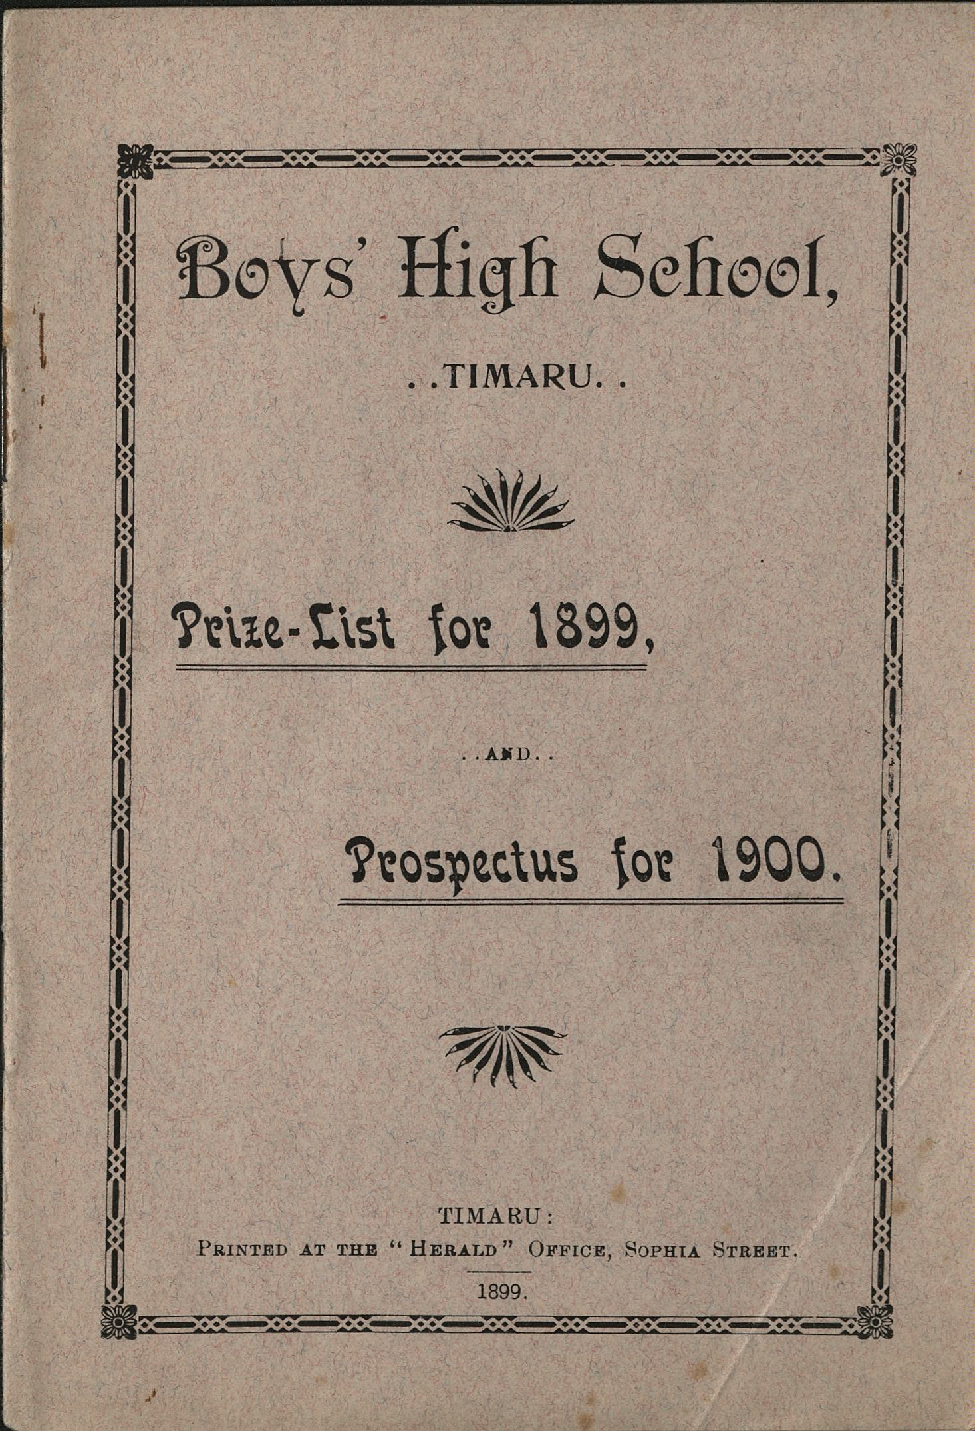 Boys' High School,
. .TIMARU. .
Prize-List for 1899,
. . AND . .
Prospectus for 1900.
TIMARU:
PRINTED AT THE “HERALD” OFFICE, SOPHIA STREET.
1899.